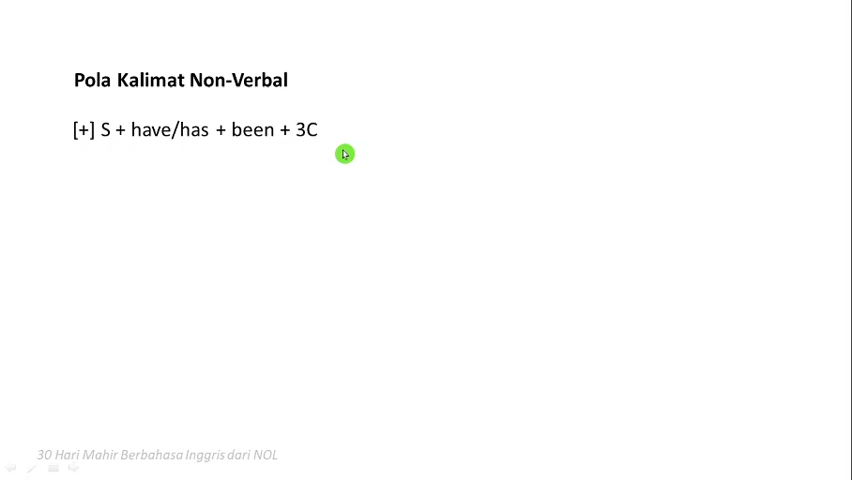 Pola Kalimat Non-Verbal
[+] S + have/has + been + 3C
30 Hari Mahir Berbahasa Inggris dari NOL